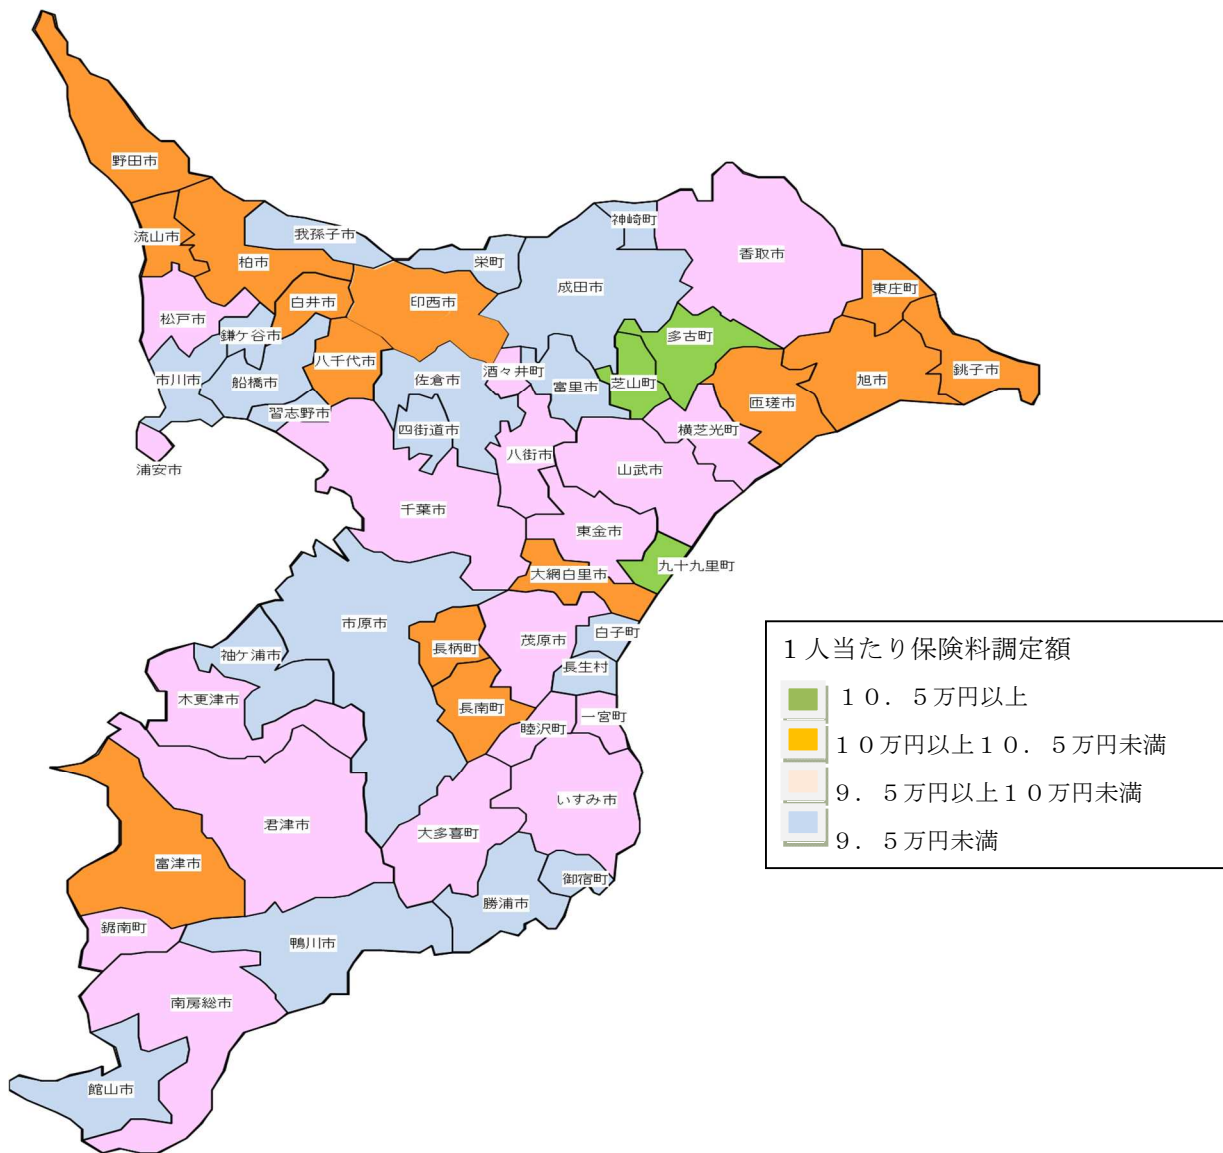 野田市
流山市
柏市
我孫子市
栄町
神崎町
香取市
成田市
東庄町
白井市
印西市
松戸市
鎌ケ谷市
多古町
八千代市
酒々井町
銚子市
市川市
船橋市
佐倉市
富里市
芝山町
旭市
匝瑳市
習志野市
四街道市
横芝光町
浦安市
八街市
山武市
千葉市
東金市
大網白里市
九十九里町
市原市
長柄町
茂原市
白子町
袖ケ浦市
長生村
木更津市
長南町
睦沢町
一宮町
いすみ市
君津市
大多喜町
富津市
御宿町
勝浦市
鋸南町
鴨川市
南房総市
館山市
1人当たり保険料調定額
10．5万円以上
10万円以上10．5万円未満
9．5万円以上10万円未満
9．5万円未満